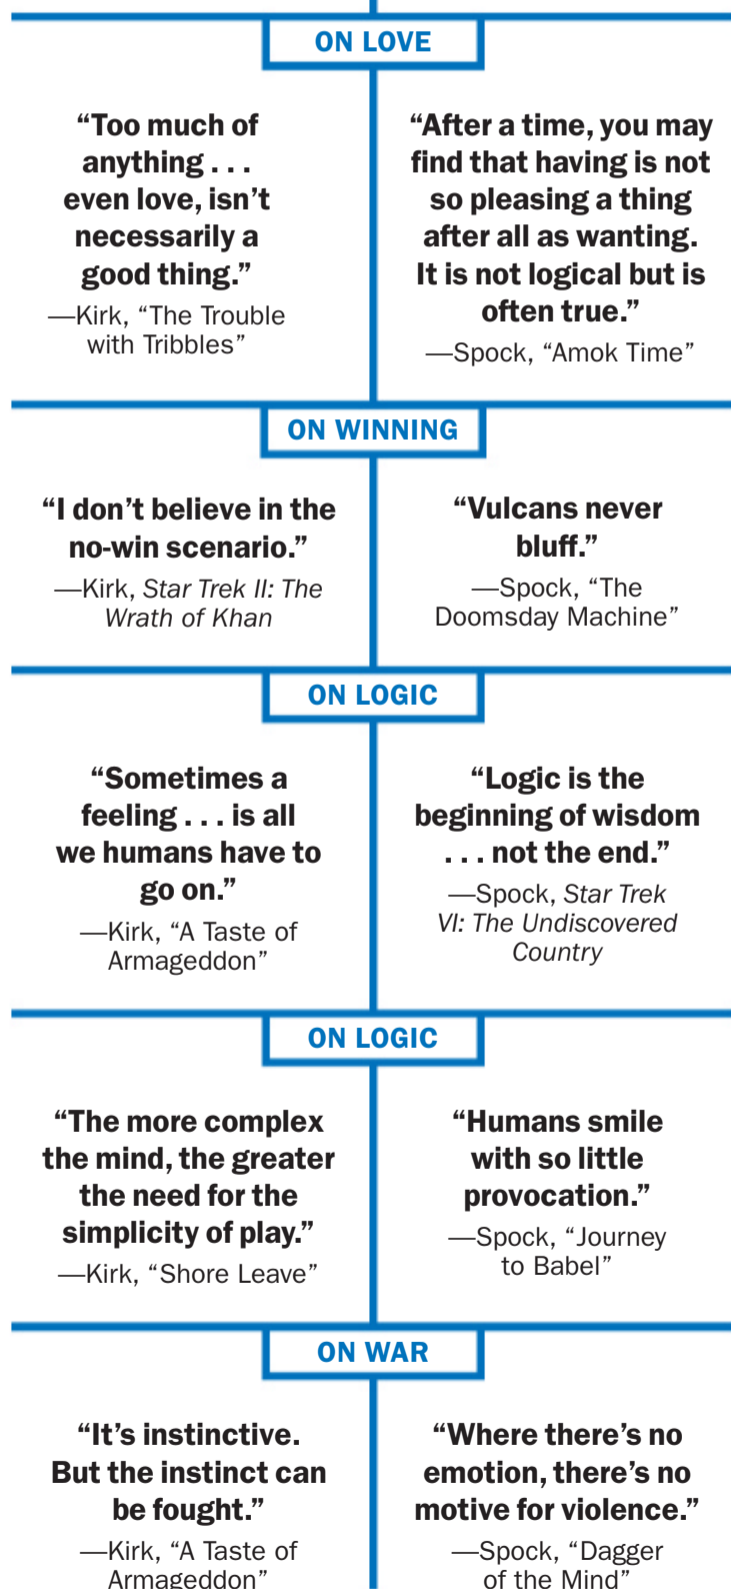 ON LOVE
“Too much of
anything . . .
even love, isn’t
necessarily a
good thing.”
—Kirk, “The Trouble
with Tribbles”
“After a time, you may
find that having is not
so pleasing a thing
after all as wanting.
It is not logical but is
often true.”
—Spock, “Amok Time”
ON WINNING
“I don’t believe in the
no-win scenario.”
—Kirk, Star Trek II: The
Wrath of Khan
“Vulcans never
bluff.”
—Spock, “The
Doomsday Machine”
ON LOGIC
“Sometimes a
feeling . . . is all
we humans have to
go on.”
—Kirk, “A Taste of
Armageddon”
“Logic is the
beginning of wisdom
. . . not the end.”
—Spock, Star Trek
VI: The Undiscovered
Country
ON LOGIC
“The more complex
the mind, the greater
the need for the
simplicity of play.”
—Kirk, “Shore Leave”
“Humans smile
with so little
provocation.”
—Spock, “Journey
to Babel”
ON WAR
“It’s instinctive.
But the instinct can
be fought.”
—Kirk, “A Taste of
Armageddon”
“Where there’s no
emotion, there’s no
motive for violence.”
—Spock, “Dagger
of the Mind”